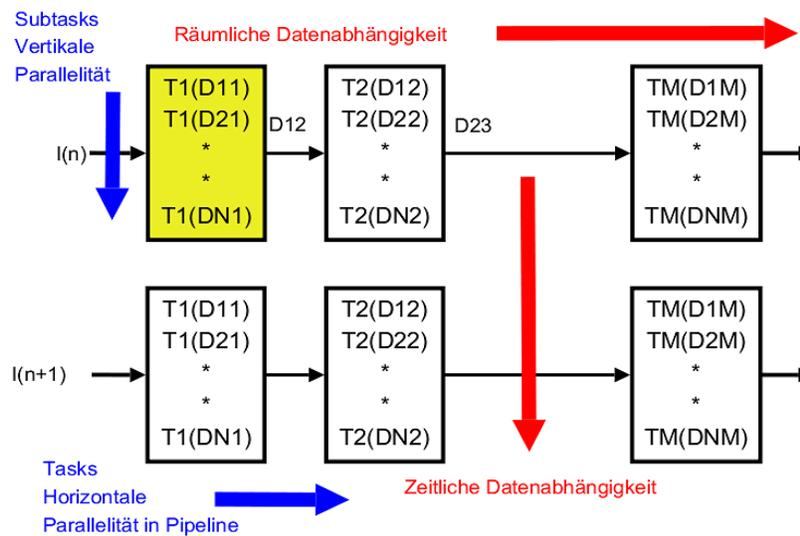 Subtasks
Vertikale
Parallelität
Räumliche Datenabhängigkeit
I(n)
T1(D11)
T1(D21)
*
*
T1(DN1)
D12
T2(D12)
T2(D22)
*
*
T2(DN2)
D23
TM(D1M)
TM(D2M)
*
*
TM(DNM)
I(n+1)
T1(D11)
T1(D21)
*
*
T1(DN1)
T2(D12)
T2(D22)
*
*
T2(DN2)
TM(D1M)
TM(D2M)
*
*
TM(DNM)
Tasks
Horizontale
Parallelität in Pipeline
Zeitliche Datenabhängigkeit